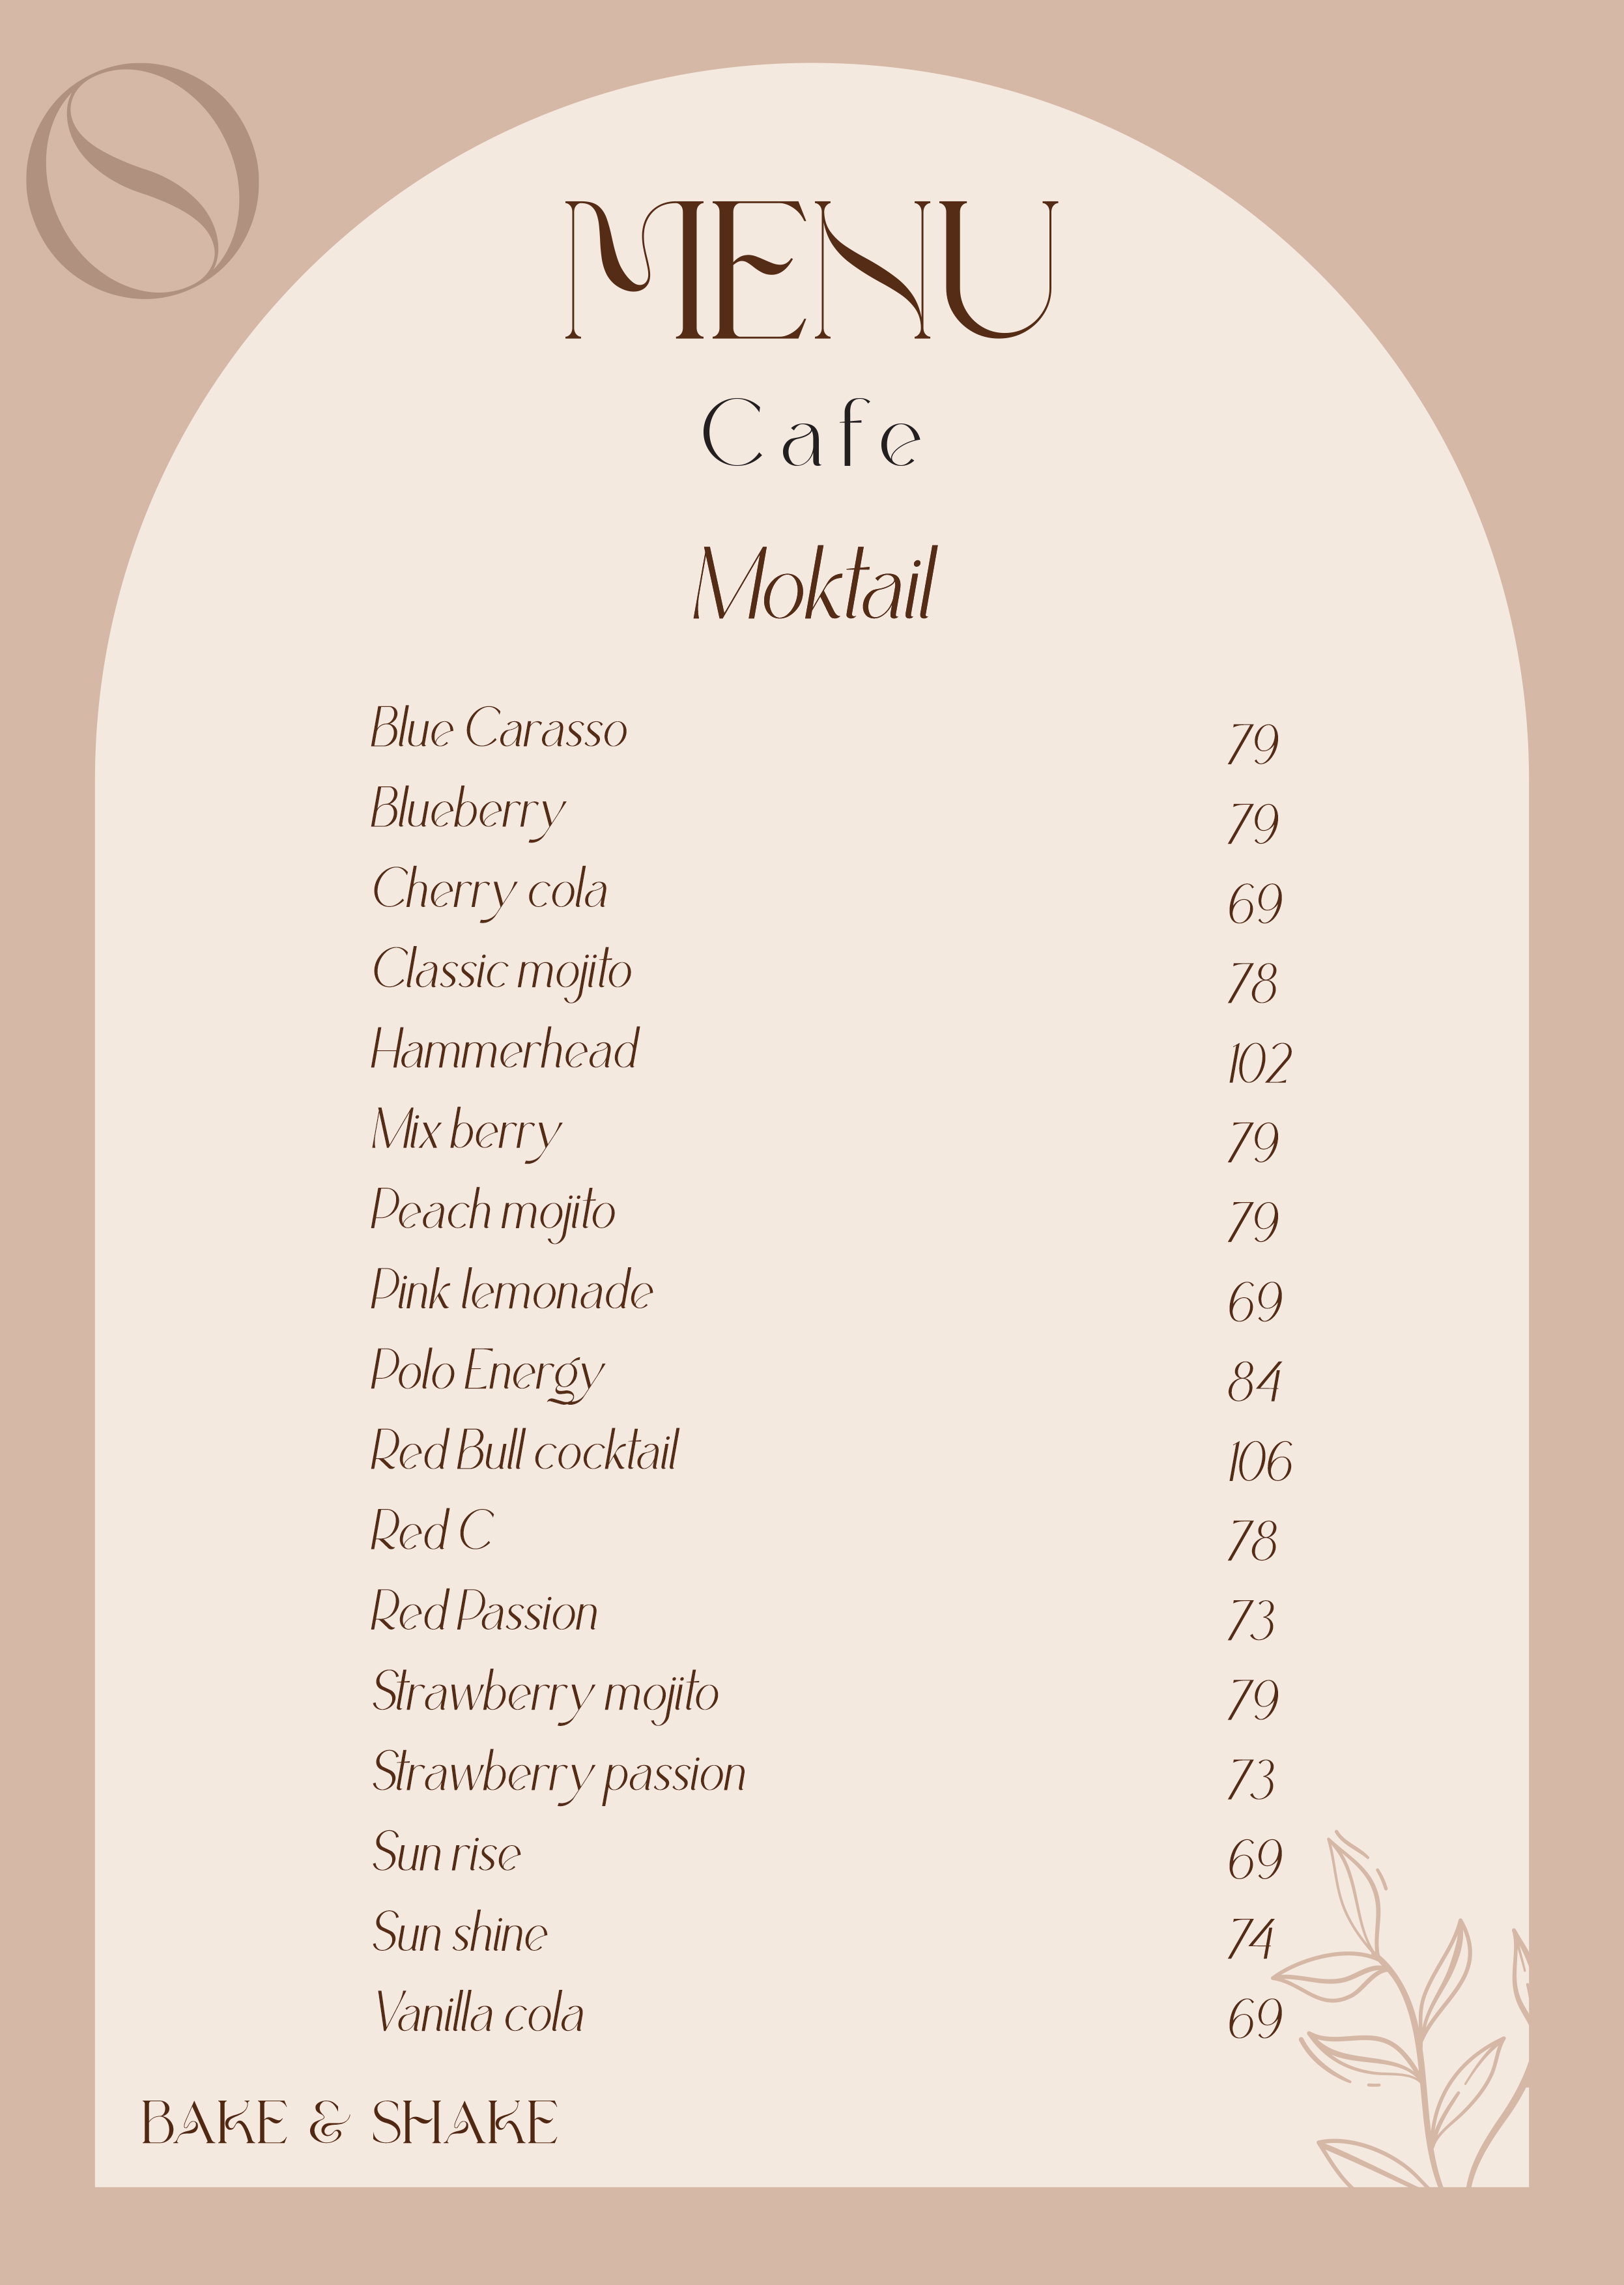 MENU
Cafe
Moktail
Blue Carasso 79
Blueberry 79
Cherry cola 69
Classic mojito 78
Hammerhead 102
Mix berry 79
Peach mojito 79
Pink lemonade 69
Polo Energy 84
Red Bull cocktail 106
Red C 78
Red Passion 73
Strawberry mojito 79
Strawberry passion 73
Sun rise 69
Sun shine 74
Vanilla cola 69
BAKE & SHAKE